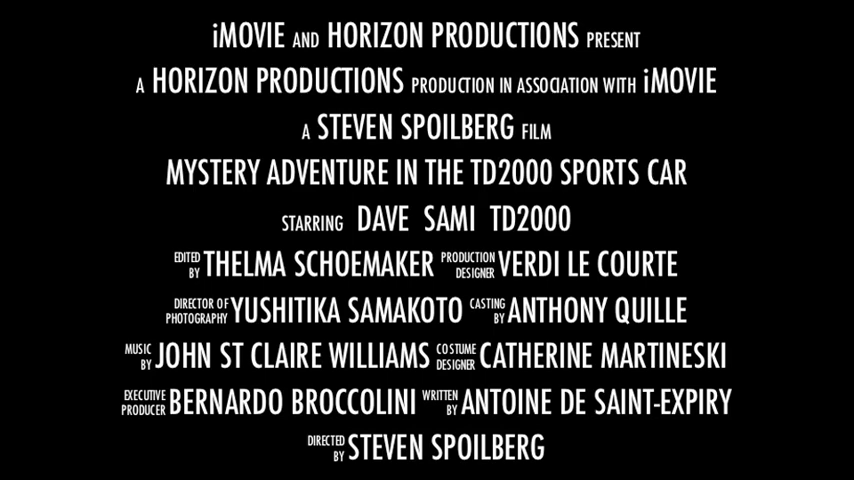 iMOVIE AND HORIZON PRODUCTIONS PRESENT
A HORIZON PRODUCTIONS PRODUCTION IN ASSOCIATION WITH iMOVIE
A STEVEN SPOILBERG FILM
MYSTERY ADVENTURE IN THE TD2000 SPORTS CAR
STARRING DAVE SAMI TD2000
EDITED BY THELMA SCHOEMAKER PRODUCTION DESIGNER VERDI LE COURTE
DIRECTOR OF PHOTOGRAPHY YUSHITIKA SAMAKOTO CASTING BY ANTHONY QUILLE
MUSIC BY JOHN ST CLAIRE WILLIAMS COSTUME DESIGNER CATHERINE MARTINESKI
EXECUTIVE PRODUCER BERNARDO BROCCOLINI WRITTEN BY ANTOINE DE SAINT-EXPIRY
DIRECTED BY STEVEN SPOILBERG